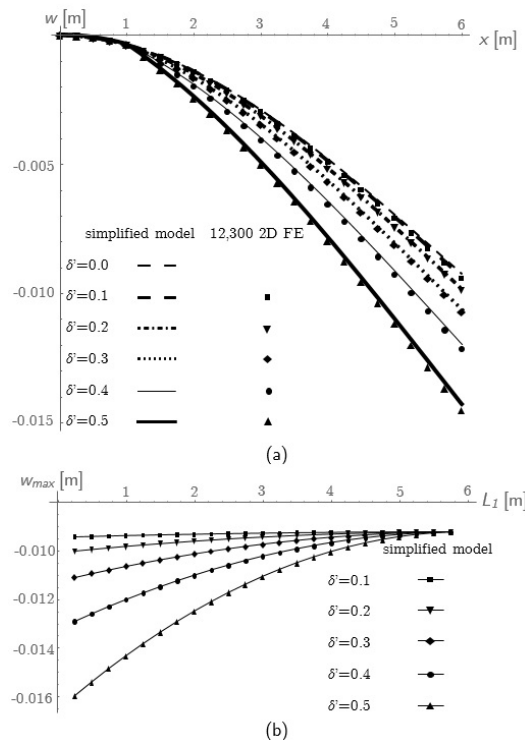 w [m]
1 2 3 4 5 6
x [m]
-0.005
-0.010
-0.015
simplified model 12,300 2D FE
δ'=0.0
δ'=0.1
δ'=0.2
δ'=0.3
δ'=0.4
δ'=0.5
(a)
wmax [m]
1 2 3 4 5 6
L1 [m]
-0.010
-0.012
-0.014
-0.016
simplified model
δ'=0.1
δ'=0.2
δ'=0.3
δ'=0.4
δ'=0.5
(b)